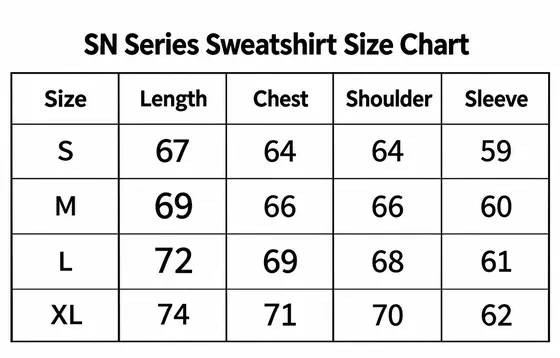 SN Series Sweatshirt Size Chart
Size Length Chest Shoulder Sleeve
S 67 64 64 59
M 69 66 66 60
L 72 69 68 61
XL 74 71 70 62